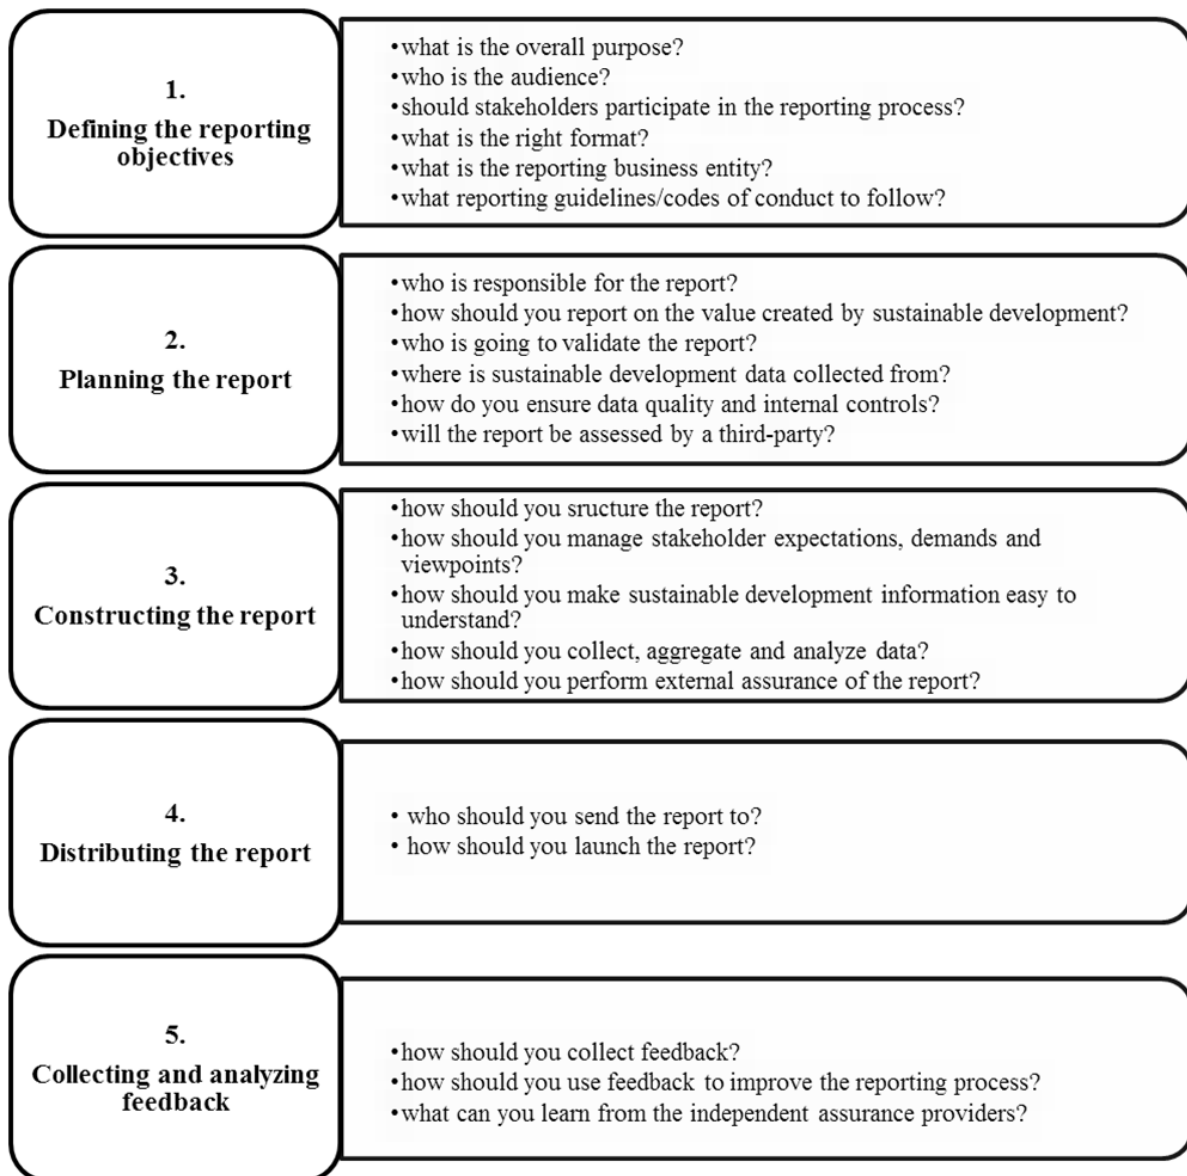 1.
Defining the reporting
objectives
•what is the overall purpose?
•who is the audience?
•should stakeholders participate in the reporting process?
•what is the right format?
•what is the reporting business entity?
•what reporting guidelines/codes of conduct to follow?
2.
Planning the report
•who is responsible for the report?
•how should you report on the value created by sustainable development?
•who is going to validate the report?
•where is sustainable development data collected from?
•how do you ensure data quality and internal controls?
•will the report be assessed by a third-party?
3.
Constructing the report
•how should you sructure the report?
•how should you manage stakeholder expectations, demands and
viewpoints?
•how should you make sustainable development information easy to
understand?
•how should you collect, aggregate and analyze data?
•how should you perform external assurance of the report?
4.
Distributing the report
• who should you send the report to?
• how should you launch the report?
5.
Collecting and analyzing
feedback
•how should you collect feedback?
•how should you use feedback to improve the reporting process?
•what can you learn from the independent assurance providers?